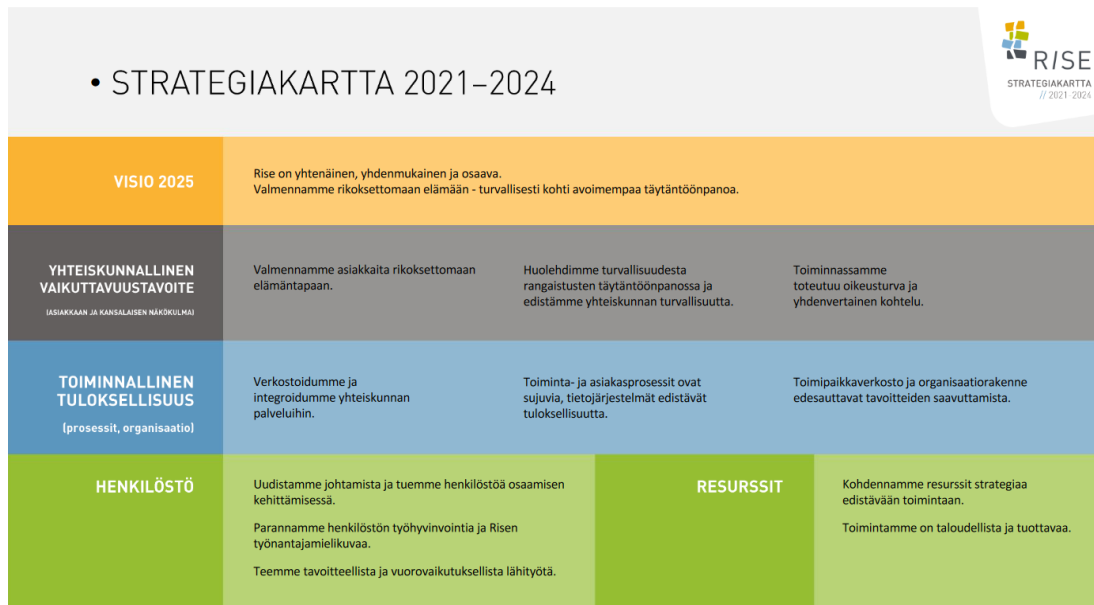 • STRATEGIAKARTTA 2021–2024
RISE
STRATEGIAKARTTA
// 2021-2024
VISIO 2025
Rise on yhtenäinen, yhdenmukainen ja osaava.
Valmennamme rikoksettomaan elämään - turvallisesti kohti avoimempaa täytäntöönpanoa.
YHTEISKUNNALLINEN
VAIKUTTAVUUSTAVOITE
(ASIAKKAAN JA KANSALAISEN NÄKÖKULMA)
Valmennamme asiakkaita rikoksettomaan
elämäntapaan.
Huolehdimme turvallisuudesta
rangaistusten täytäntöönpanossa ja
edistämme yhteiskunnan turvallisuutta.
Toiminnassamme
toteutuu oikeusturva ja
yhdenvertainen kohtelu.
TOIMINNALLINEN
TULOKSELLISUUS
(prosessit, organisaatio)
Verkostoidumme ja
integroidumme yhteiskunnan
palveluihin.
Toiminta- ja asiakasprosessit ovat
sujuvia, tietojärjestelmät edistävät
tuloksellisuutta.
Toimipaikkaverkosto ja organisaatiorakenne
edesauttavat tavoitteiden saavuttamista.
HENKILÖSTÖ
Uudistamme johtamista ja tuemme henkilöstöä osaamisen
kehittämisessä.
Parannamme henkilöstön työhyvinvointia ja Risen
työnantajamielikuvaa.
Teemme tavoitteellista ja vuorovaikutuksellista lähityötä.
RESURSSIT
Kohdennamme resurssit strategiaa
edistävään toimintaan.
Toimintamme on taloudellista ja tuottavaa.